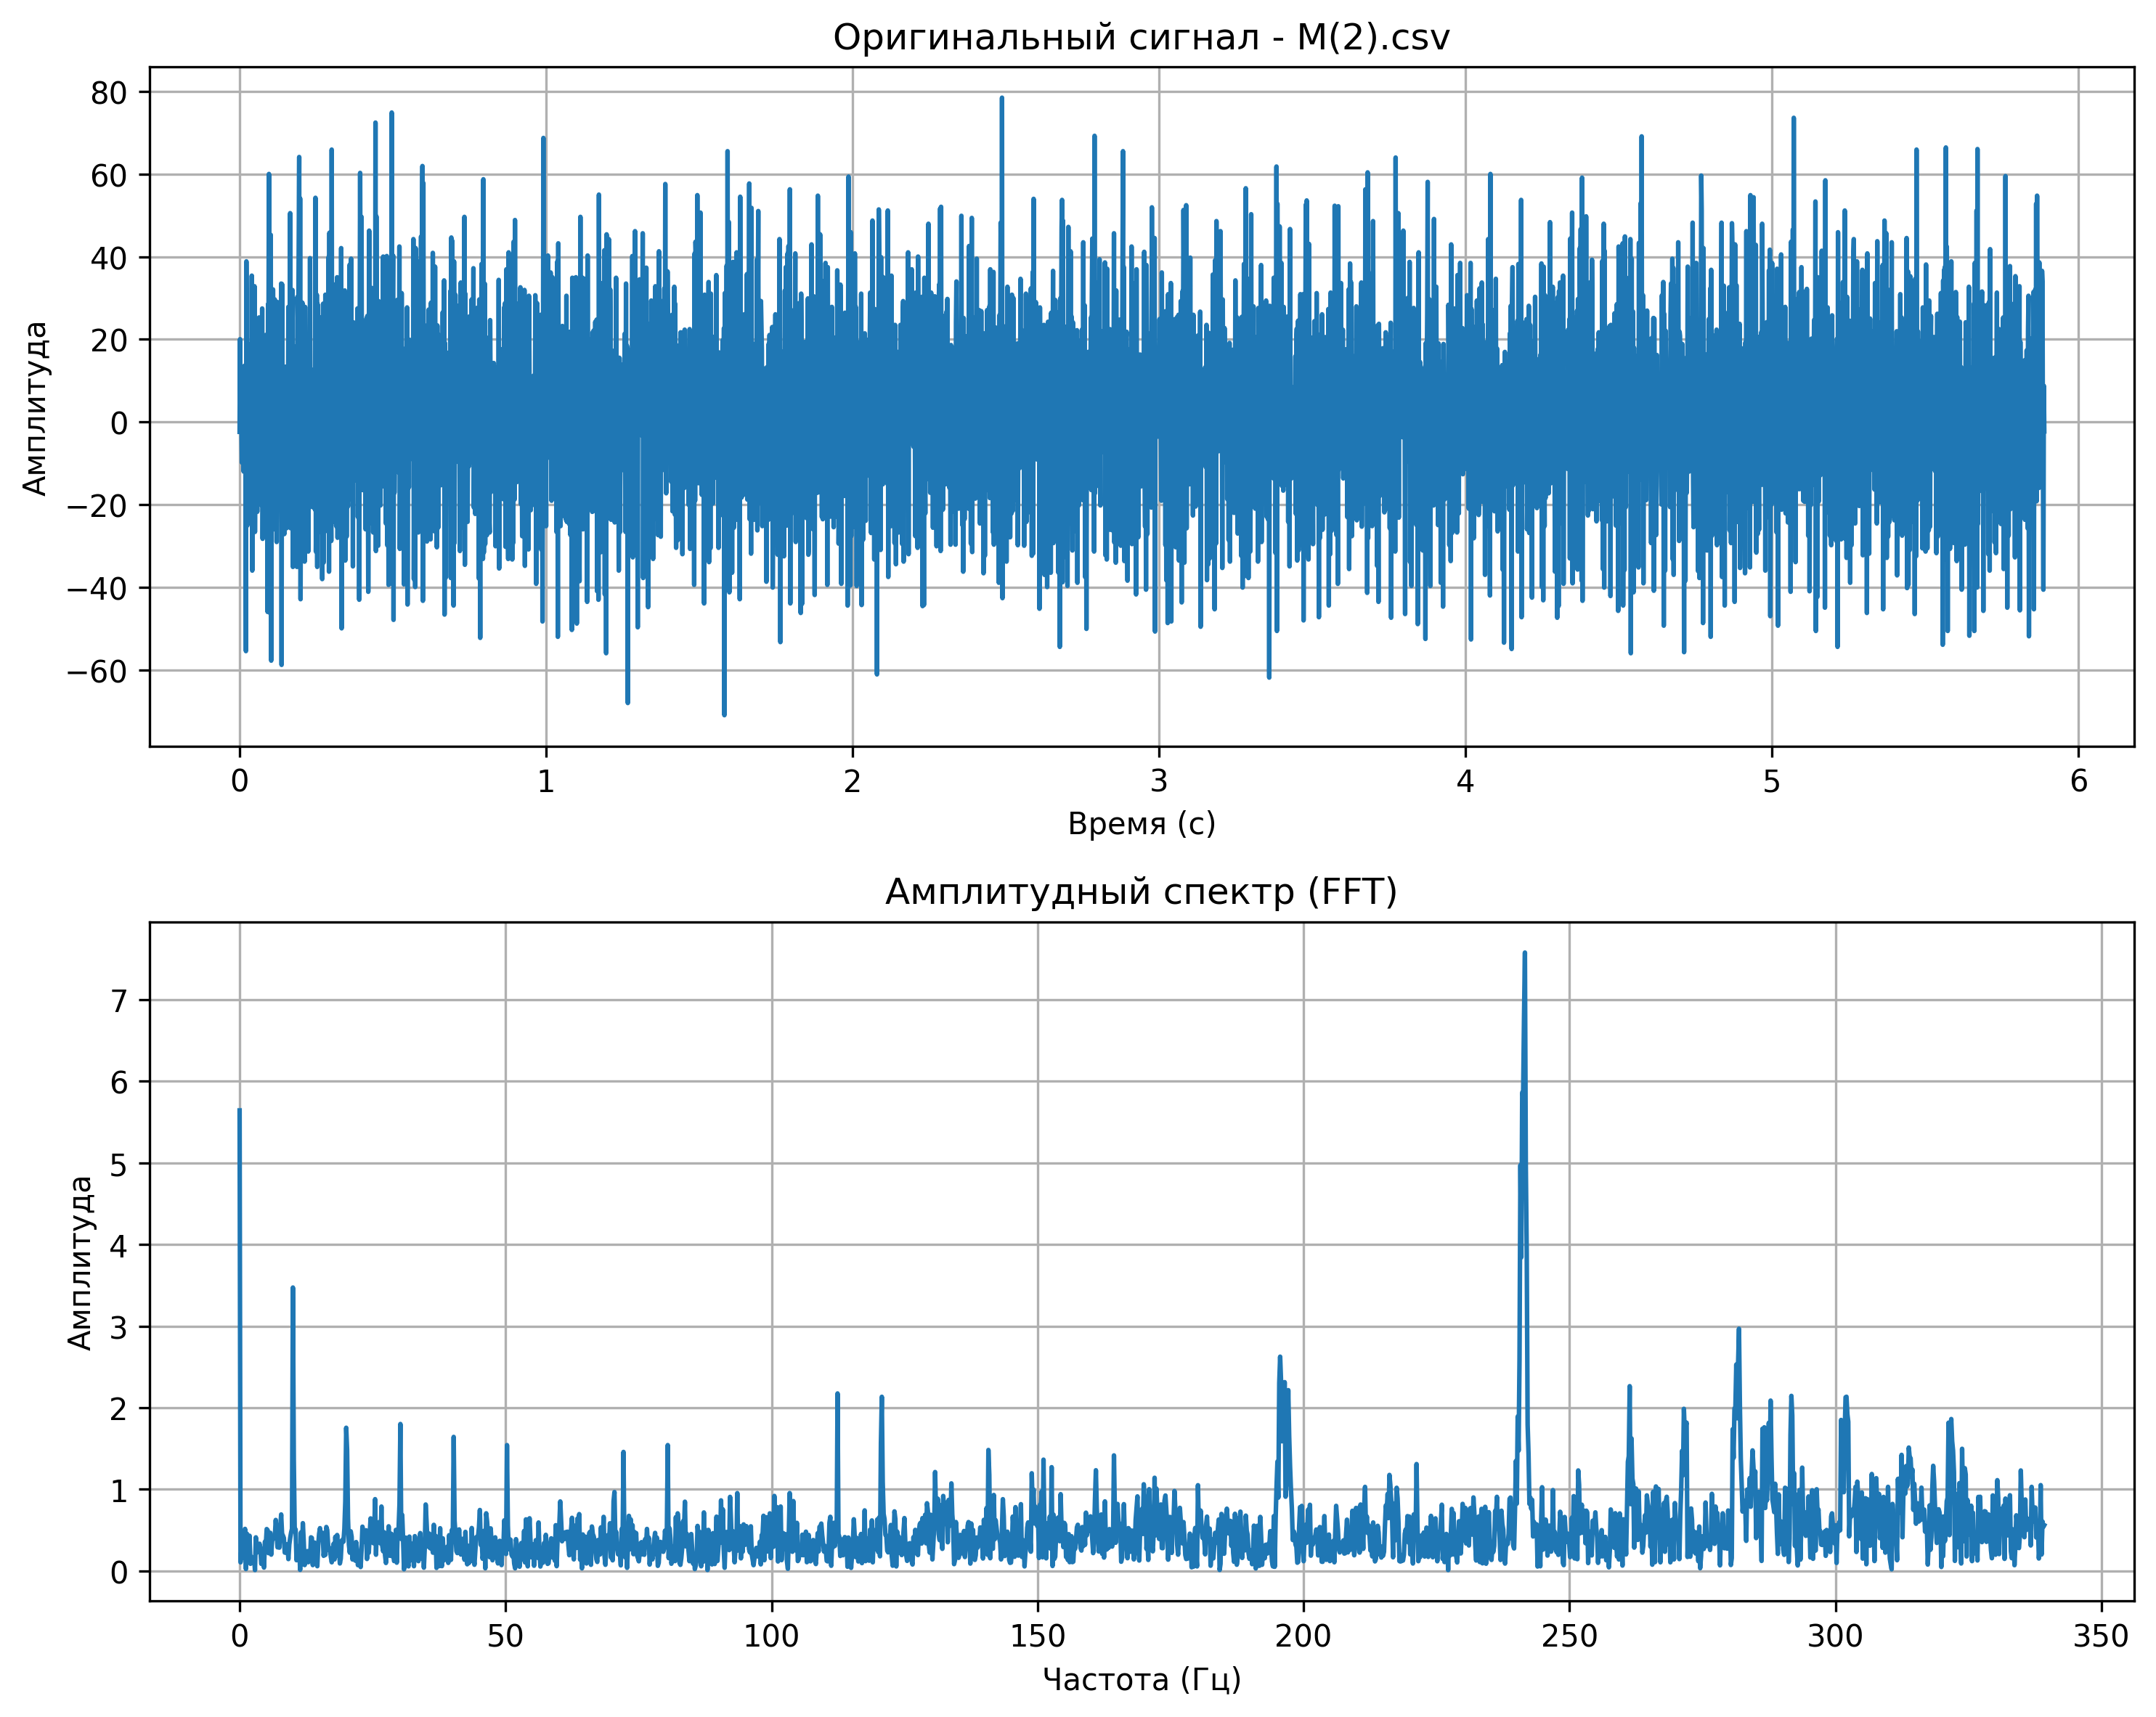 Оригинальный сигнал - M(2).csv
80
60
40
20
0
−20
−40
−60
Амплитуда
0 1 2 3 4 5 6
Время (с)
Амплитудный спектр (FFT)
7
6
5
4
3
2
1
0
Амплитуда
0 50 100 150 200 250 300 350
Частота (Гц)